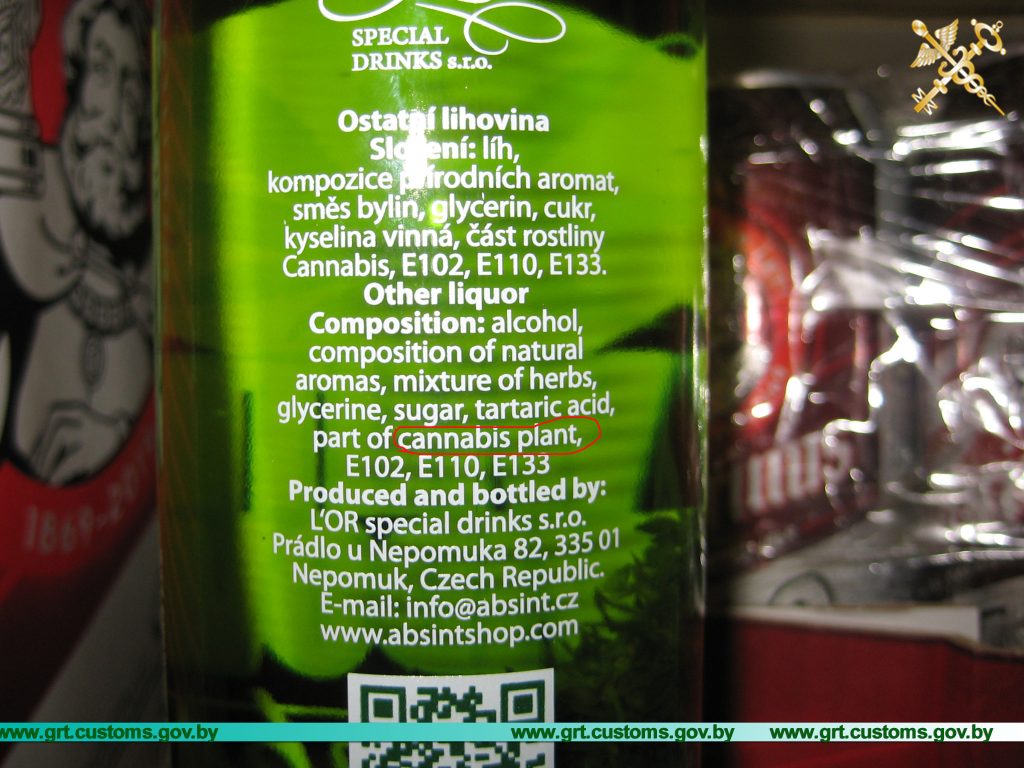 SPECIAL
DRINKS s.r.o.
Ostatní lihovina
Složení: líh,
kompozice přírodních aromat,
směs bylin, glycerin, cukr,
kyselina vinná, část rostliny
Cannabis, E102, E110, E133.
Other liquor
Composition: alcohol,
composition of natural
aromas, mixture of herbs,
glycerine, sugar, tartaric acid,
part of cannabis plant,
E102, E110, E133
Produced and bottled by:
L'OR special drinks s.r.o.
Prádlo u Nepomuka 82, 335 01
Nepomuk, Czech Republic.
E-mail: info@absint.cz
www.absintshop.com
www.grt.customs.gov.by www.grt.customs.gov.by www.grt.customs.gov.by